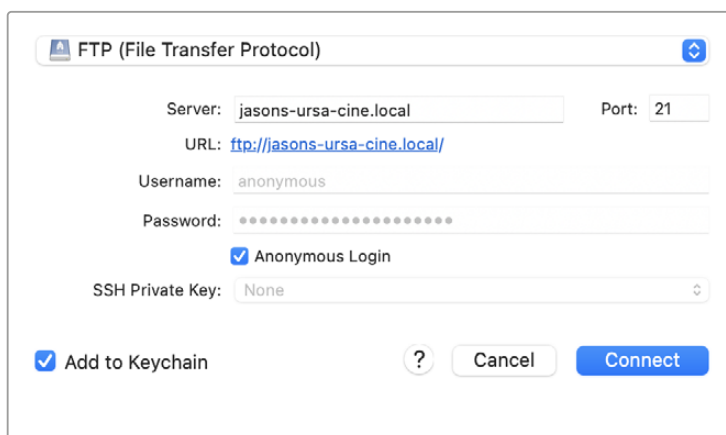 FTP (File Transfer Protocol)
Server: jasons-ursa-cine.local Port: 21
URL: ftp://jasons-ursa-cine.local/
Username: anonymous
Password: ●●●●●●●●●●●●●●●●●●●●●
Anonymous Login
SSH Private Key: None
Add to Keychain ? Cancel Connect